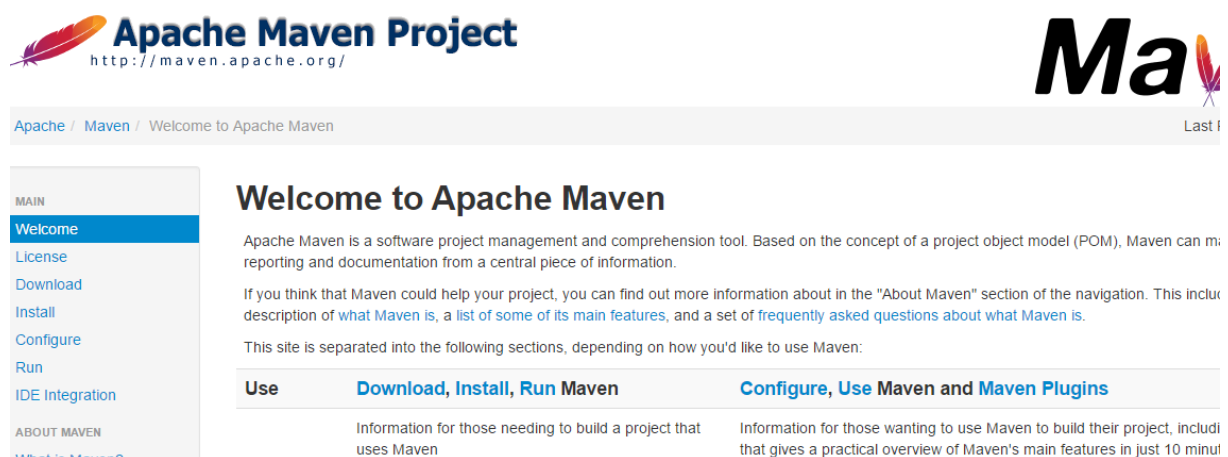 Apache Maven Project
http://maven.apache.org/
Ma
Apache / Maven / Welcome to Apache Maven
Last
MAIN
Welcome
License
Download
Install
Configure
Run
IDE Integration
ABOUT MAVEN
What is Maven?
Welcome to Apache Maven
Apache Maven is a software project management and comprehension tool. Based on the concept of a project object model (POM), Maven can
reporting and documentation from a central piece of information.
If you think that Maven could help your project, you can find out more information about in the "About Maven" section of the navigation. This
description of what Maven is, a list of some of its main features, and a set of frequently asked questions about what Maven is.
This site is separated into the following sections, depending on how you'd like to use Maven:
Use
Download, Install, Run Maven
Configure, Use Maven and Maven Plugins
Information for those needing to build a project that
uses Maven
Information for those wanting to use Maven to build their project,
that gives a practical overview of Maven's main features in just 10